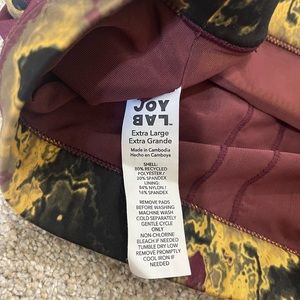 JOY
LAB
Extra Large
Extra Grande
Made in Cambodia
Hecho en Camboya
SHELL:
80% RECYCLED
POLYESTER /
20% SPANDEX
LINING:
84% NYLON /
16% SPANDEX
REMOVE PADS
BEFORE WASHING
MACHINE WASH
COLD SEPARATELY
GENTLE CYCLE
ONLY
NON-CHLORINE
BLEACH IF NEEDED
TUMBLE DRY LOW
REMOVE PROMPTLY
COOL IRON IF
NEEDED